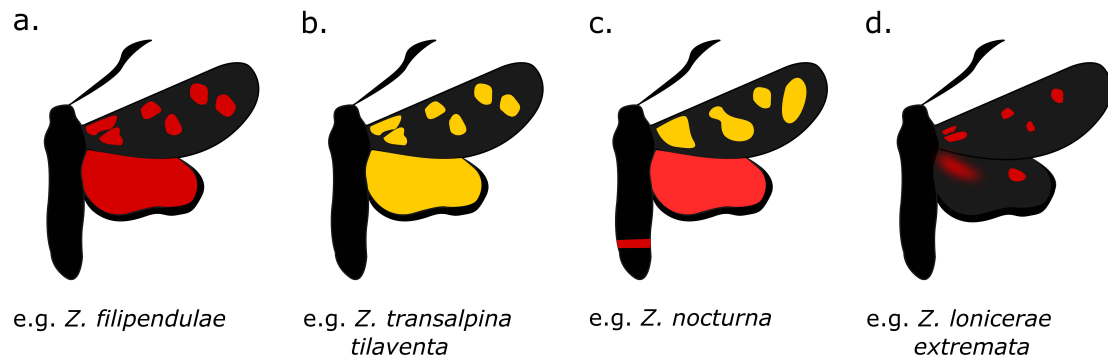 a.
b.
c.
d.
e.g. Z. filipendulae
e.g. Z. transalpina
tilaventa
e.g. Z. nocturna
e.g. Z. lonicerae
extremata